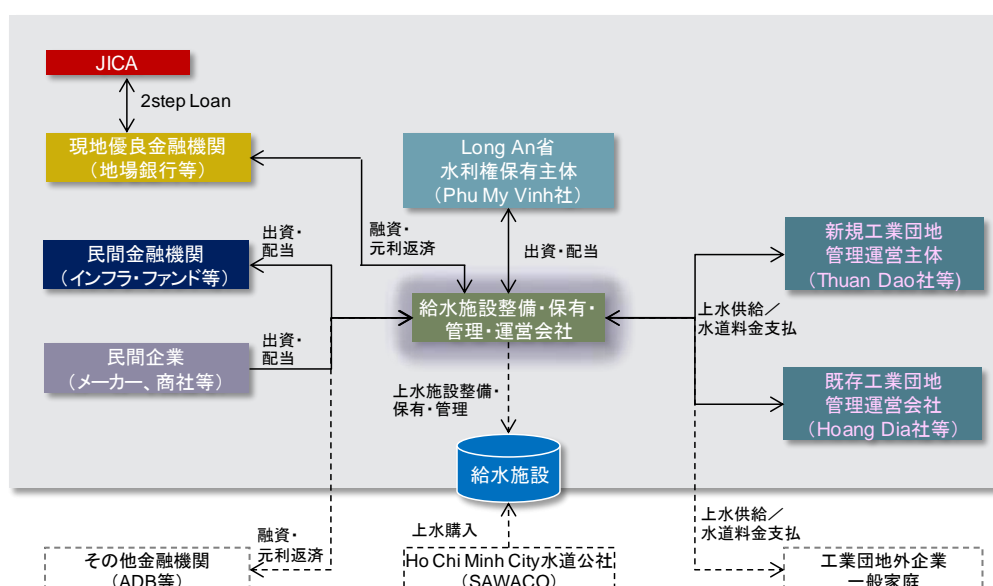 JICA
2step Loan
現地優良金融機関
（地場銀行等）
Long An省
水利権保有主体
（Phu My Vinh社）
出資・
配当
融資・
元利返済
出資・配当
民間金融機関
（インフラ・ファンド等）
新規工業団地
管理運営主体
（Thuan Dao社等）
給水施設整備・保有・
管理・運営会社
上水供給／
水道料金支払
民間企業
（メーカー、商社等）
出資・
配当
上水施設整備・
保有・管理
既存工業団地
管理運営会社
（Hoang Dia社等）
給水施設
融資・
元利返済
上水購入
上水供給／
水道料金支払
その他金融機関
（ADB等）
Ho Chi Minh City水道公社
（SAWACO）
工業団地外企業
一般家庭